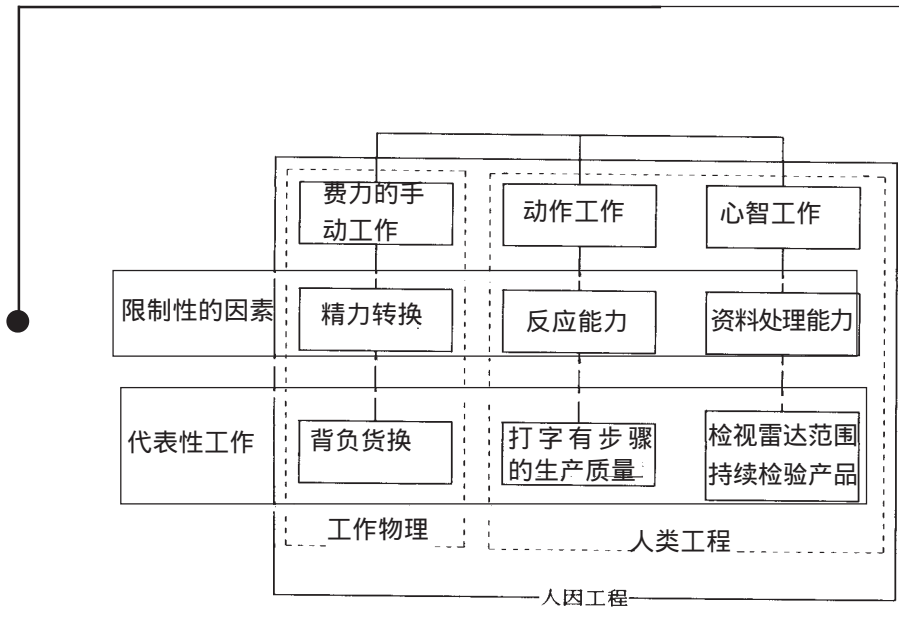 费力的手
动工作
动作工作
心智工作
限制性的因素
精力转换
反应能力
资料处理能力
代表性工作
背负货换
打字有步骤
的生产质量
检视雷达范围
持续检验产品
工作物理
人类工程
人因工程